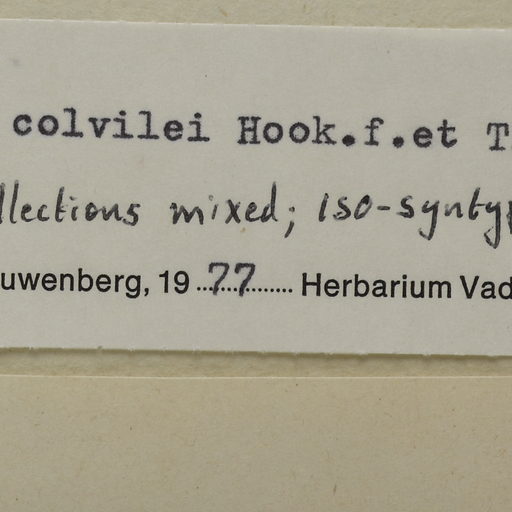 colvilei Hook.f.et T
llections mixed; iso-synty
uwenberg, 19 77 Herbarium Vad